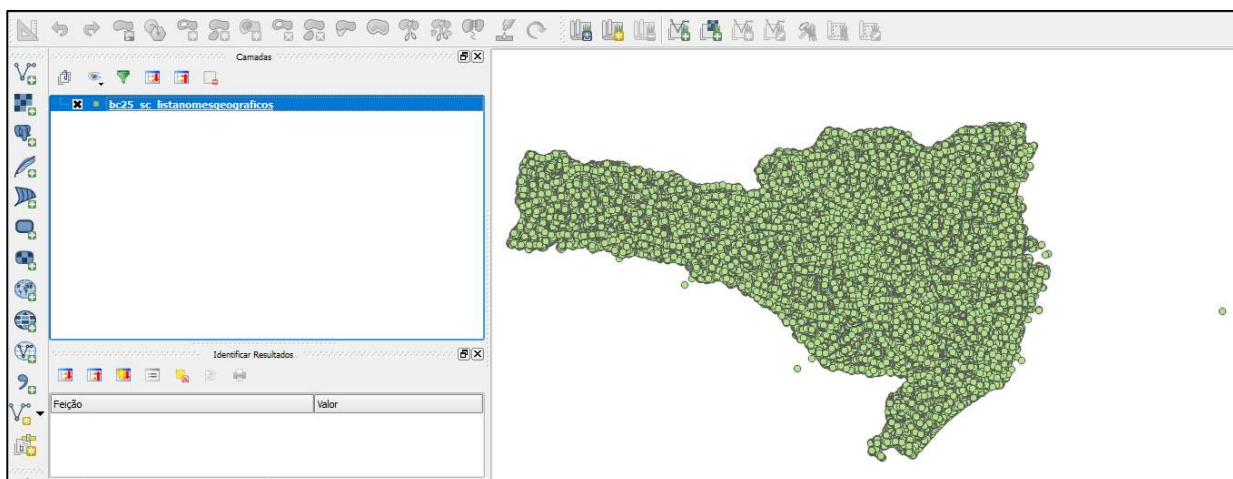 Camadas
bc25_sc_listanomesgeograficos
Identificar Resultados
Feição Valor